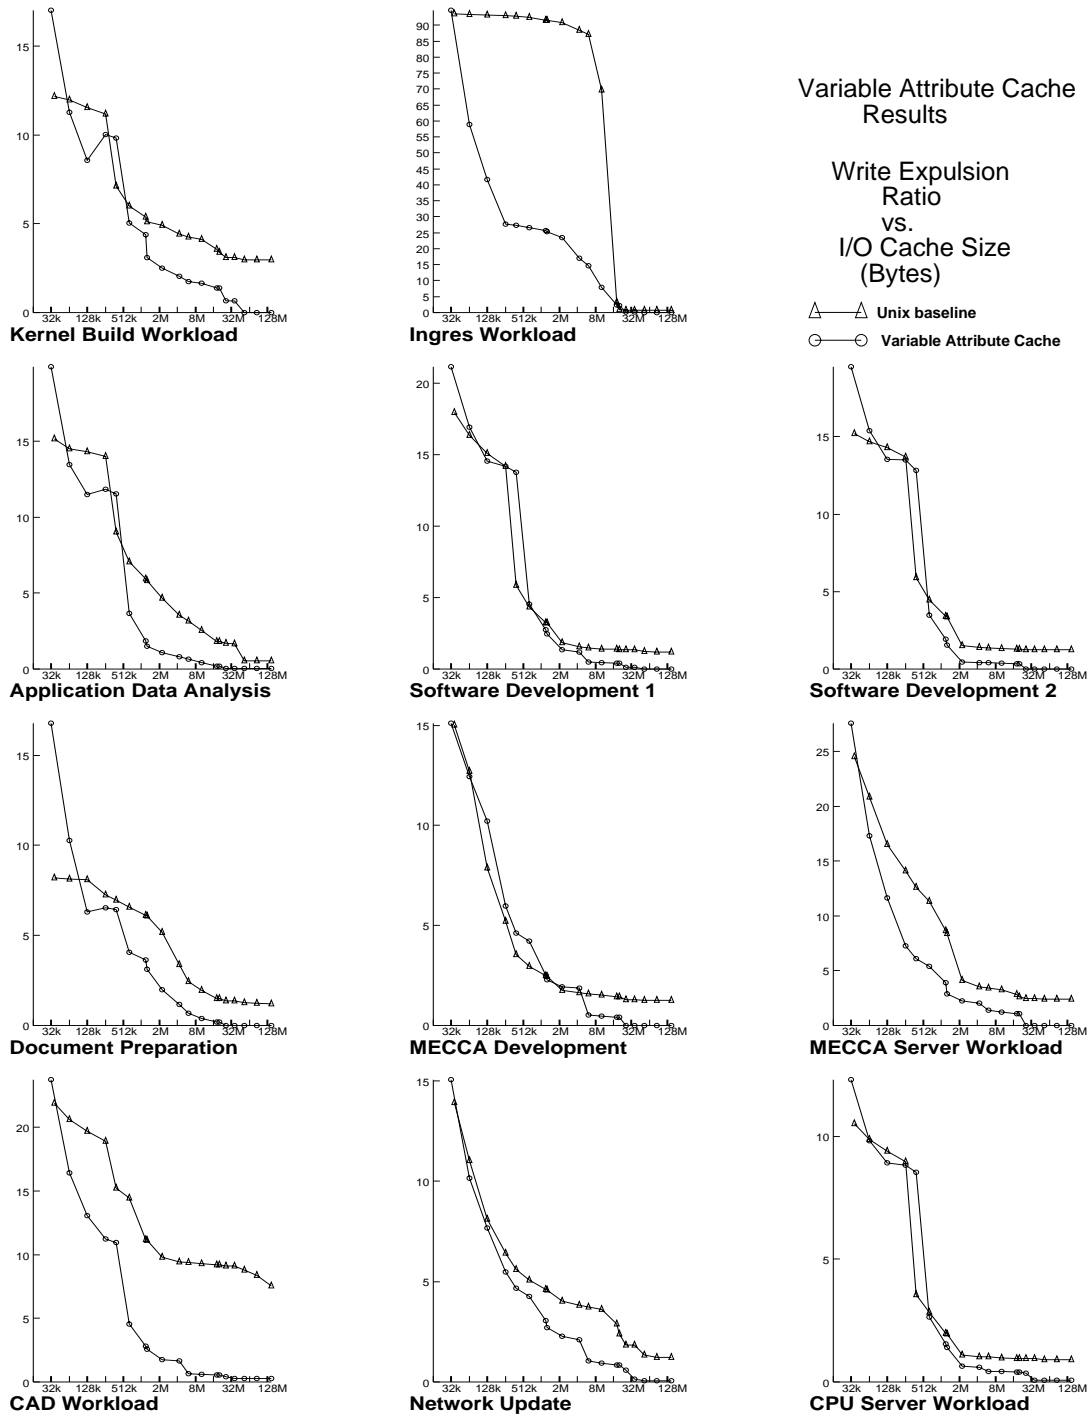 15
10
5
0
32k 128k 512k 2M 8M 32M 128M
Kernel Build Workload
90
85
80
75
70
65
60
55
50
45
40
35
30
25
20
15
10
5
0
32k 128k 512k 2M 8M 32M 128M
Ingres Workload
Variable Attribute Cache
Results
Write Expulsion
Ratio
vs.
I/O Cache Size
(Bytes)
Unix baseline
Variable Attribute Cache
15
10
5
0
32k 128k 512k 2M 8M 32M 128M
Application Data Analysis
20
15
10
5
0
32k 128k 512k 2M 8M 32M 128M
Software Development 1
15
10
5
0
32k 128k 512k 2M 8M 32M 128M
Software Development 2
15
10
5
0
32k 128k 512k 2M 8M 32M 128M
Document Preparation
15
10
5
0
32k 128k 512k 2M 8M 32M 128M
MECCA Development
25
20
15
10
5
0
32k 128k 512k 2M 8M 32M 128M
MECCA Server Workload
20
15
10
5
0
32k 128k 512k 2M 8M 32M 128M
CAD Workload
15
10
5
0
32k 128k 512k 2M 8M 32M 128M
Network Update
10
5
0
32k 128k 512k 2M 8M 32M 128M
CPU Server Workload